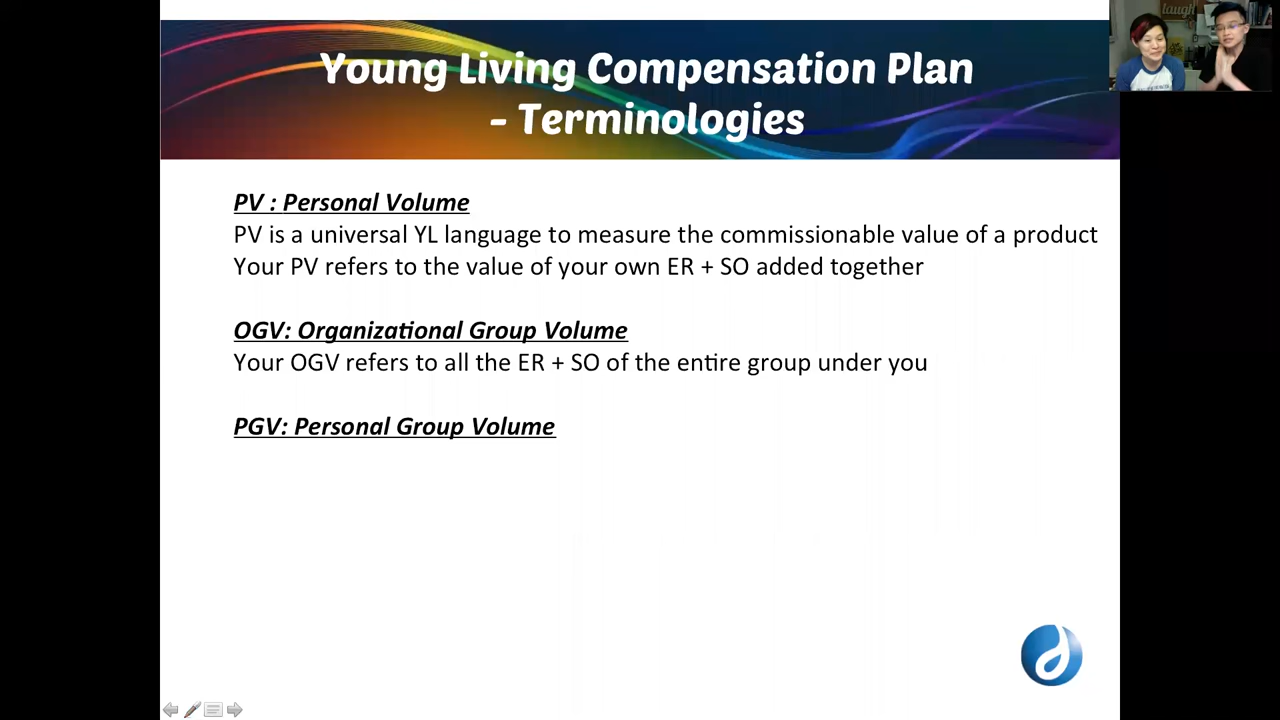 Young Living Compensation Plan
- Terminologies
laugh
PV : Personal Volume
PV is a universal YL language to measure the commissionable value of a product
Your PV refers to the value of your own ER + SO added together
OGV: Organizational Group Volume
Your OGV refers to all the ER + SO of the entire group under you
PGV: Personal Group Volume